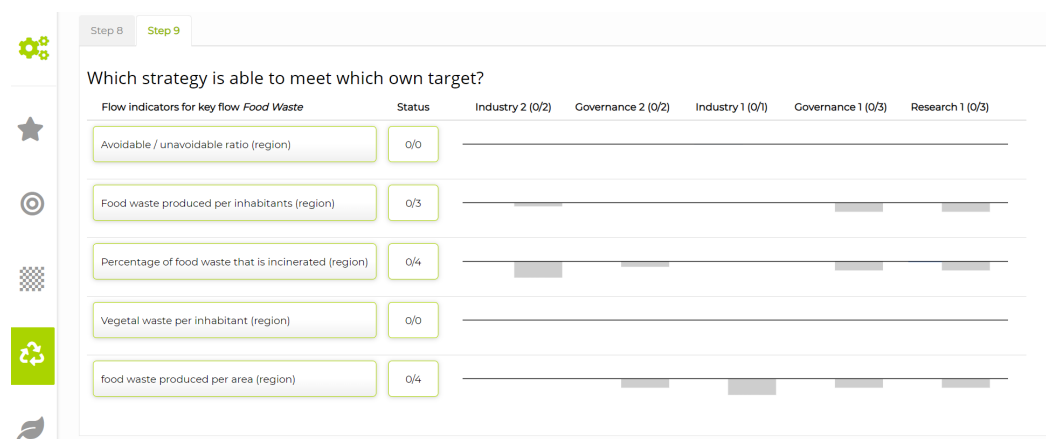 Step 8 Step 9
Which strategy is able to meet which own target?
Flow indicators for key flow Food Waste Status Industry 2 (0/2) Governance 2 (0/2) Industry 1 (0/1) Governance 1 (0/3) Research 1 (0/3)
Avoidable / unavoidable ratio (region) 0/0
Food waste produced per inhabitants (region) 0/3
Percentage of food waste that is incinerated (region) 0/4
Vegetal waste per inhabitant (region) 0/0
food waste produced per area (region) 0/4